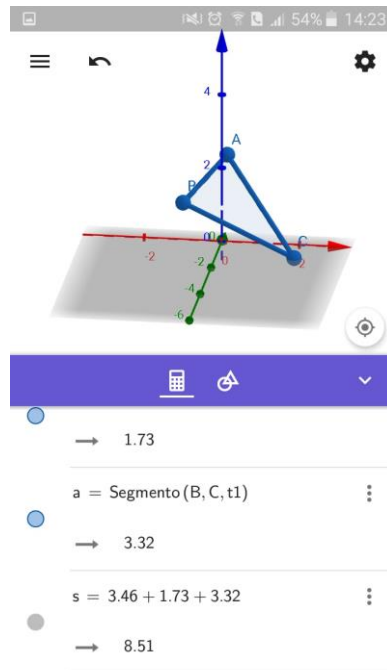 54% 14:23
4
A
2
B
0
C
-2
-2
0
2
-4
-6
→ 1.73
a = Segmento (B, C, t1)
→ 3.32
s = 3.46 + 1.73 + 3.32
→ 8.51